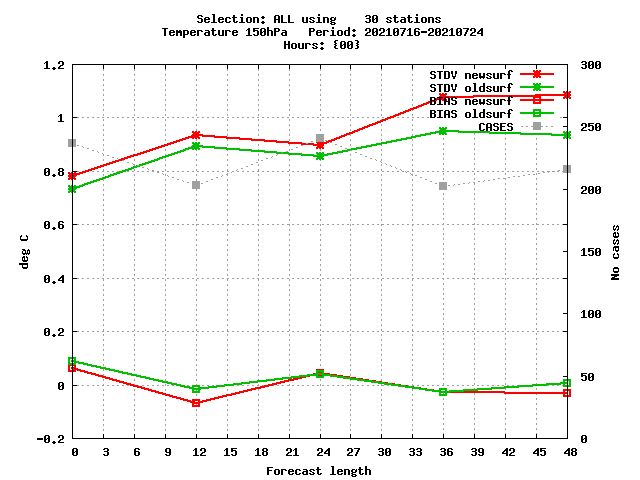 Selection: ALL using    30 stations
Temperature 150hPa   Period: 20210716-20210724
Hours: {00}
STDV newsurf
STDV oldsurf
BIAS newsurf
BIAS oldsurf
CASES
1.2
1
0.8
0.6
0.4
0.2
0
-0.2
deg C
300
250
200
150
100
50
0
No cases
0 3 6 9 12 15 18 21 24 27 30 33 36 39 42 45 48
Forecast length